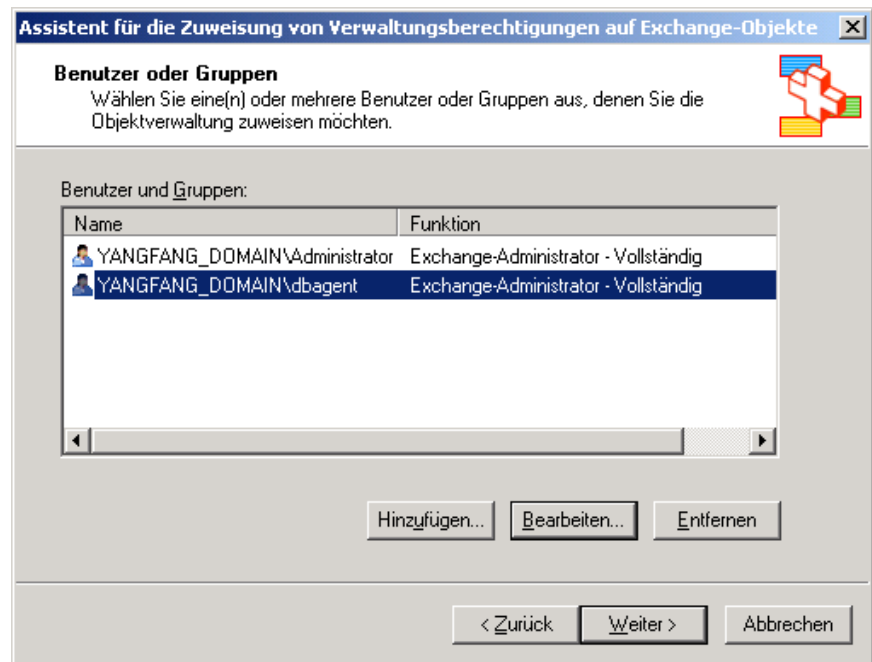 Assistent für die Zuweisung von Verwaltungsberechtigungen auf Exchange-Objekte
Benutzer oder Gruppen
Wählen Sie eine(n) oder mehrere Benutzer oder Gruppen aus, denen Sie die
Objektverwaltung zuweisen möchten.
Benutzer und Gruppen:
Name Funktion
YANGFANG_DOMAIN\Administrator Exchange-Administrator - Vollständig
YANGFANG_DOMAIN\dbagent Exchange-Administrator - Vollständig
Hinzufügen... Bearbeiten... Entfernen
< Zurück Weiter > Abbrechen